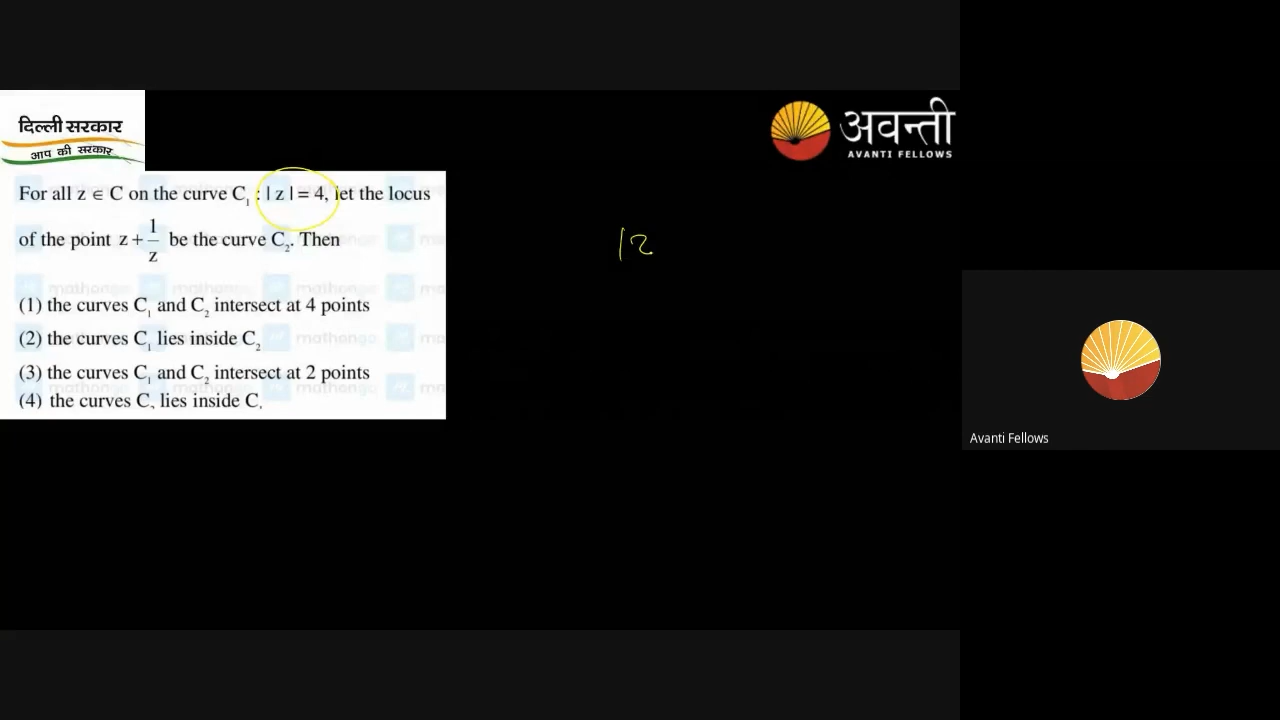 दिल्ली सरकार
आप की सरकार
अवन्ती
AVANTI FELLOWS
For all z ∈ C on the curve C₁ : | z | = 4, let the locus
of the point z + 1/z be the curve C₂. Then
(1) the curves C₁ and C₂ intersect at 4 points
(2) the curves C₁ lies inside C₂
(3) the curves C₁ and C₂ intersect at 2 points
(4) the curves C lies inside C
Avanti Fellows